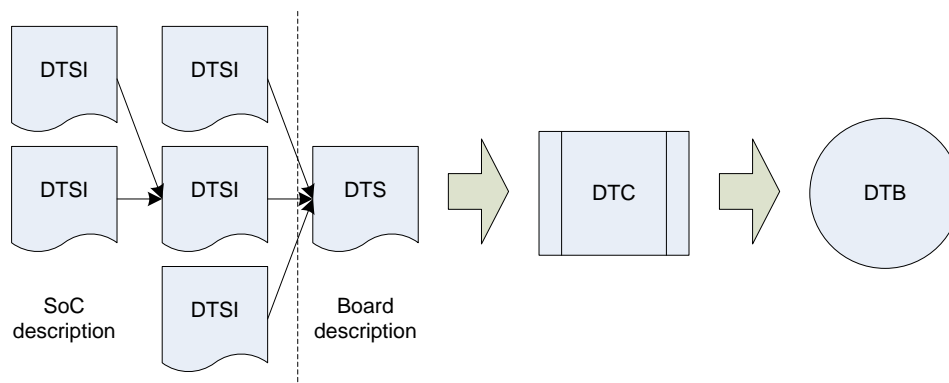 DTSI
DTSI
DTSI
DTSI
DTS
DTC
DTB
DTSI
SoC
description
Board
description